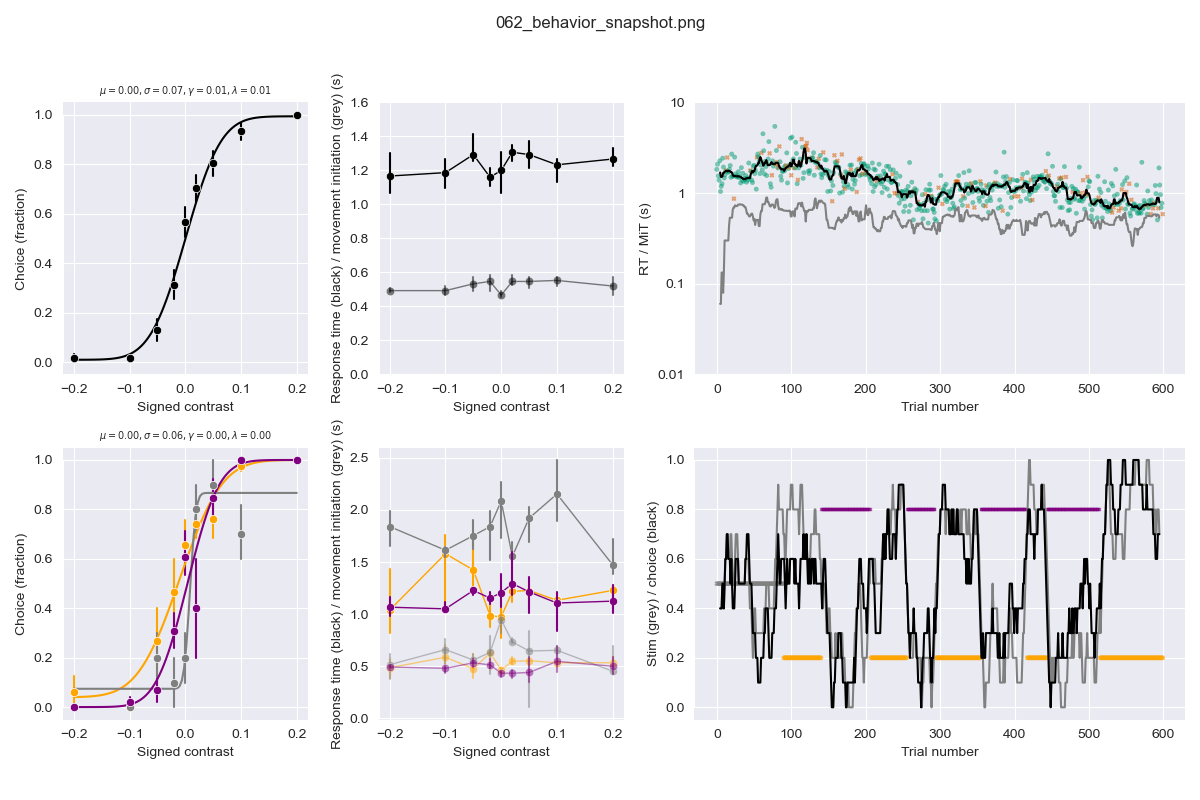 062_behavior_snapshot.png
μ = 0.00, σ = 0.07, γ = 0.01, λ = 0.01
Choice (fraction)
1.0
0.8
0.6
0.4
0.2
0.0
−0.2 −0.1 0.0 0.1 0.2
Signed contrast
Response time (black) / movement initiation (grey) (s)
1.6
1.4
1.2
1.0
0.8
0.6
0.4
0.2
0.0
−0.2 −0.1 0.0 0.1 0.2
Signed contrast
RT / MiT (s)
10
1
0.1
0.01
0 100 200 300 400 500 600
Trial number
μ = 0.00, σ = 0.06, γ = 0.00, λ = 0.00
Choice (fraction)
1.0
0.8
0.6
0.4
0.2
0.0
−0.2 −0.1 0.0 0.1 0.2
Signed contrast
Response time (black) / movement initiation (grey) (s)
2.5
2.0
1.5
1.0
0.5
0.0
−0.2 −0.1 0.0 0.1 0.2
Signed contrast
Stim (grey) / choice (black)
1.0
0.8
0.6
0.4
0.2
0.0
0 100 200 300 400 500 600
Trial number